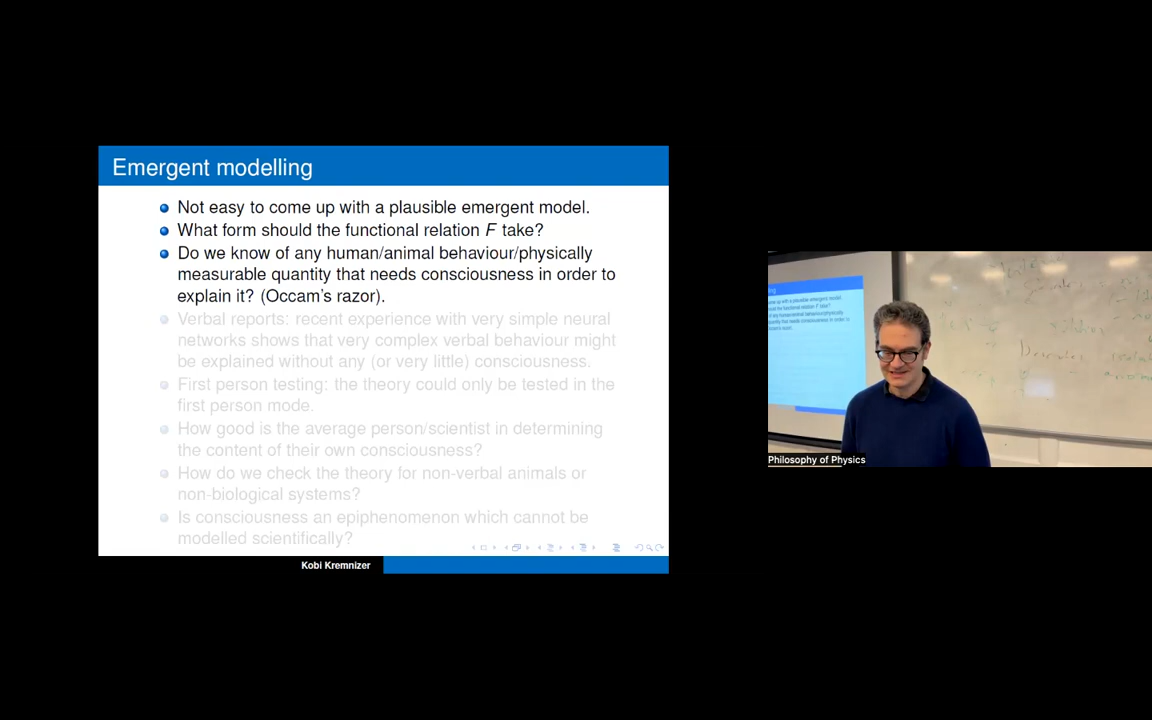 Emergent modelling
Not easy to come up with a plausible emergent model.
What form should the functional relation F take?
Do we know of any human/animal behaviour/physically
measurable quantity that needs consciousness in order to
explain it? (Occam's razor).
Verbal reports: recent experience with very simple neural
networks shows that very complex verbal behaviour might
be explained without any (or very little) consciousness.
First person testing: the theory could only be tested in the
first person mode.
How good is the average person/scientist in determining
the content of their own consciousness?
How do we check the theory for non-verbal animals or
non-biological systems?
Is consciousness an epiphenomenon which cannot be
modelled scientifically?
Kobi Kremnizer
Philosophy of Physics